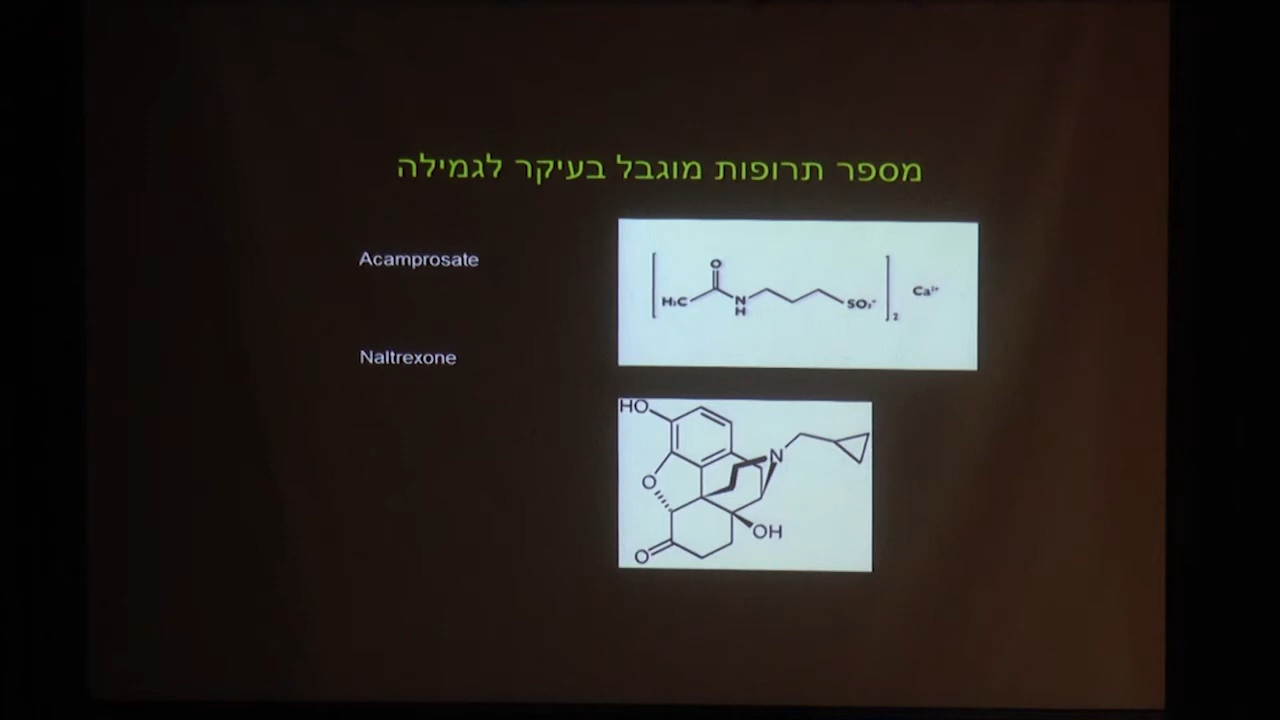 מספר תרופות מוגבל בעיקר לגמילה
Acamprosate
O
H₃C
N
H
SO₃⁻
2
Ca²⁺
Naltrexone
HO
N
O
OH
O